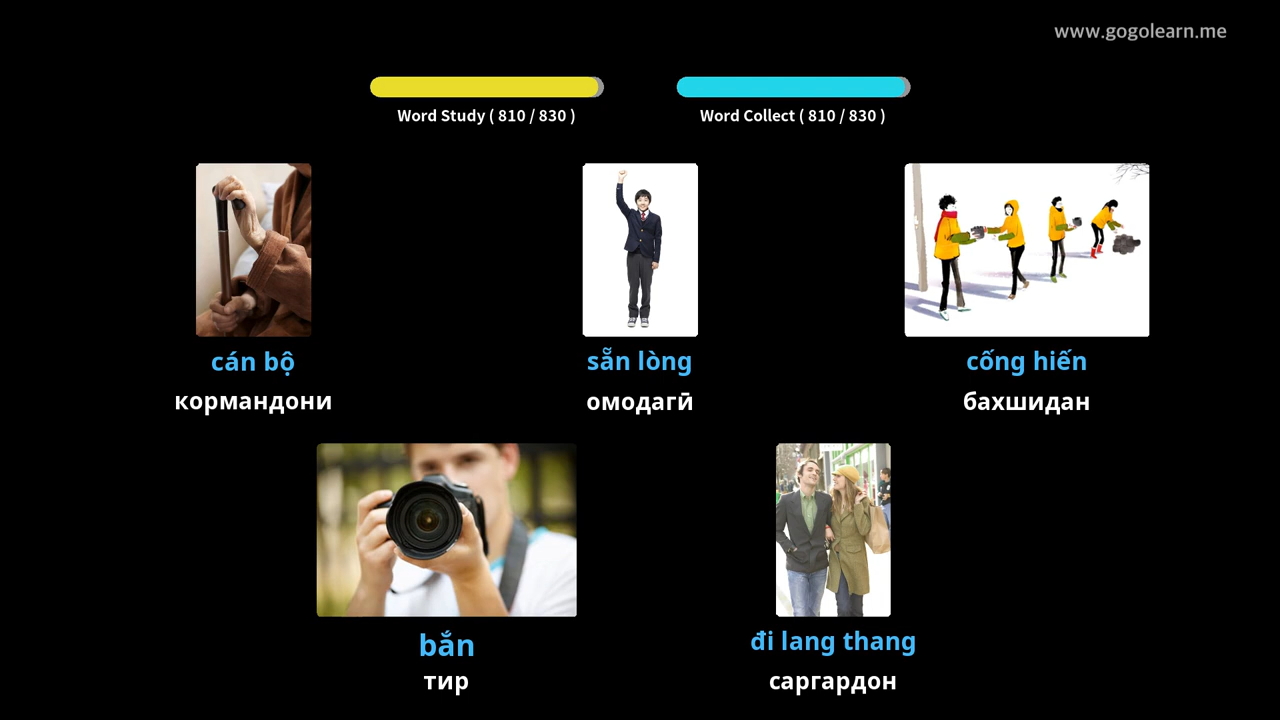 www.gogolearn.me
Word Study ( 810 / 830 )
Word Collect ( 810 / 830 )
cán bộ
кормандони
sẵn lòng
омодагӣ
cống hiến
бахшидан
bắn
тир
đi lang thang
саргардон